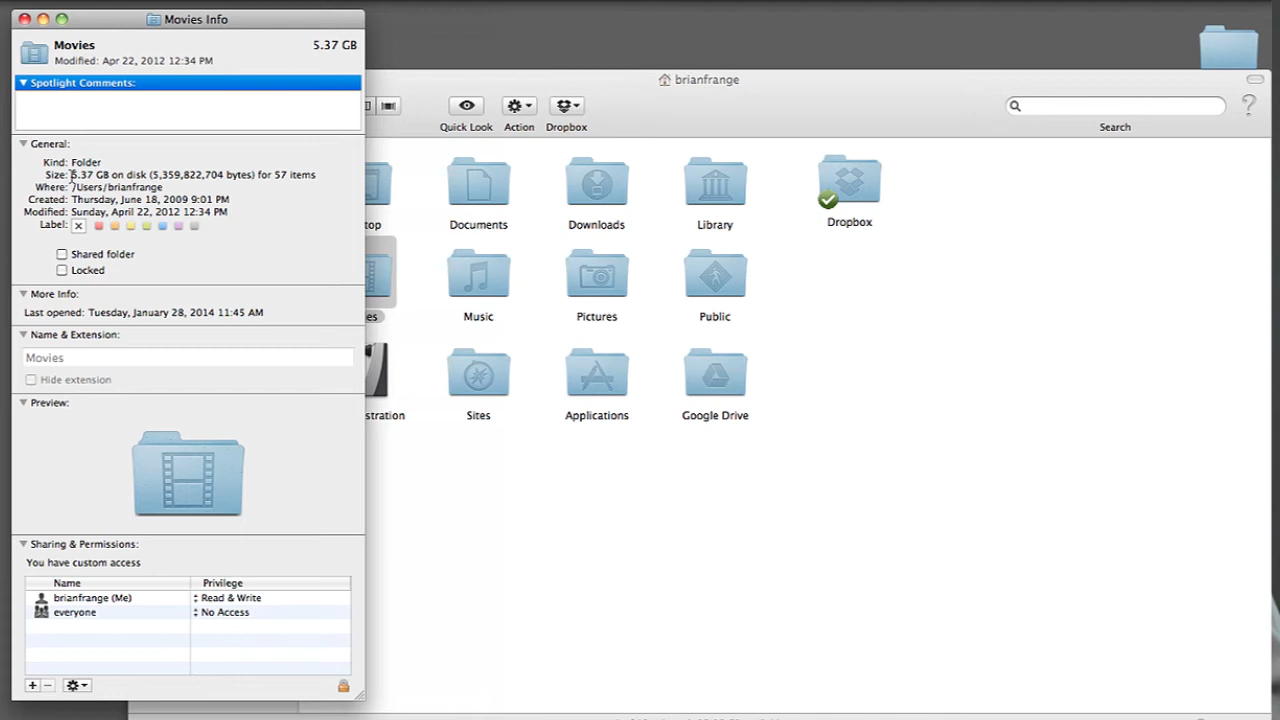 Movies Info
Movies 5.37 GB
Modified: Apr 22, 2012 12:34 PM
Spotlight Comments:
General:
Kind: Folder
Size: 5.37 GB on disk (5,359,822,704 bytes) for 57 items
Where: /Users/brianfrange
Created: Thursday, June 18, 2009 9:01 PM
Modified: Sunday, April 22, 2012 12:34 PM
Label:
Shared folder
Locked
More Info:
Last opened: Tuesday, January 28, 2014 11:45 AM
Name & Extension:
Movies
Hide extension
Preview:
Sharing & Permissions:
You have custom access
Name Privilege
brianfrange (Me) Read & Write
everyone No Access
brianfrange
Quick Look Action Dropbox Search
top Documents Downloads Library Dropbox
es Music Pictures Public
stration Sites Applications Google Drive